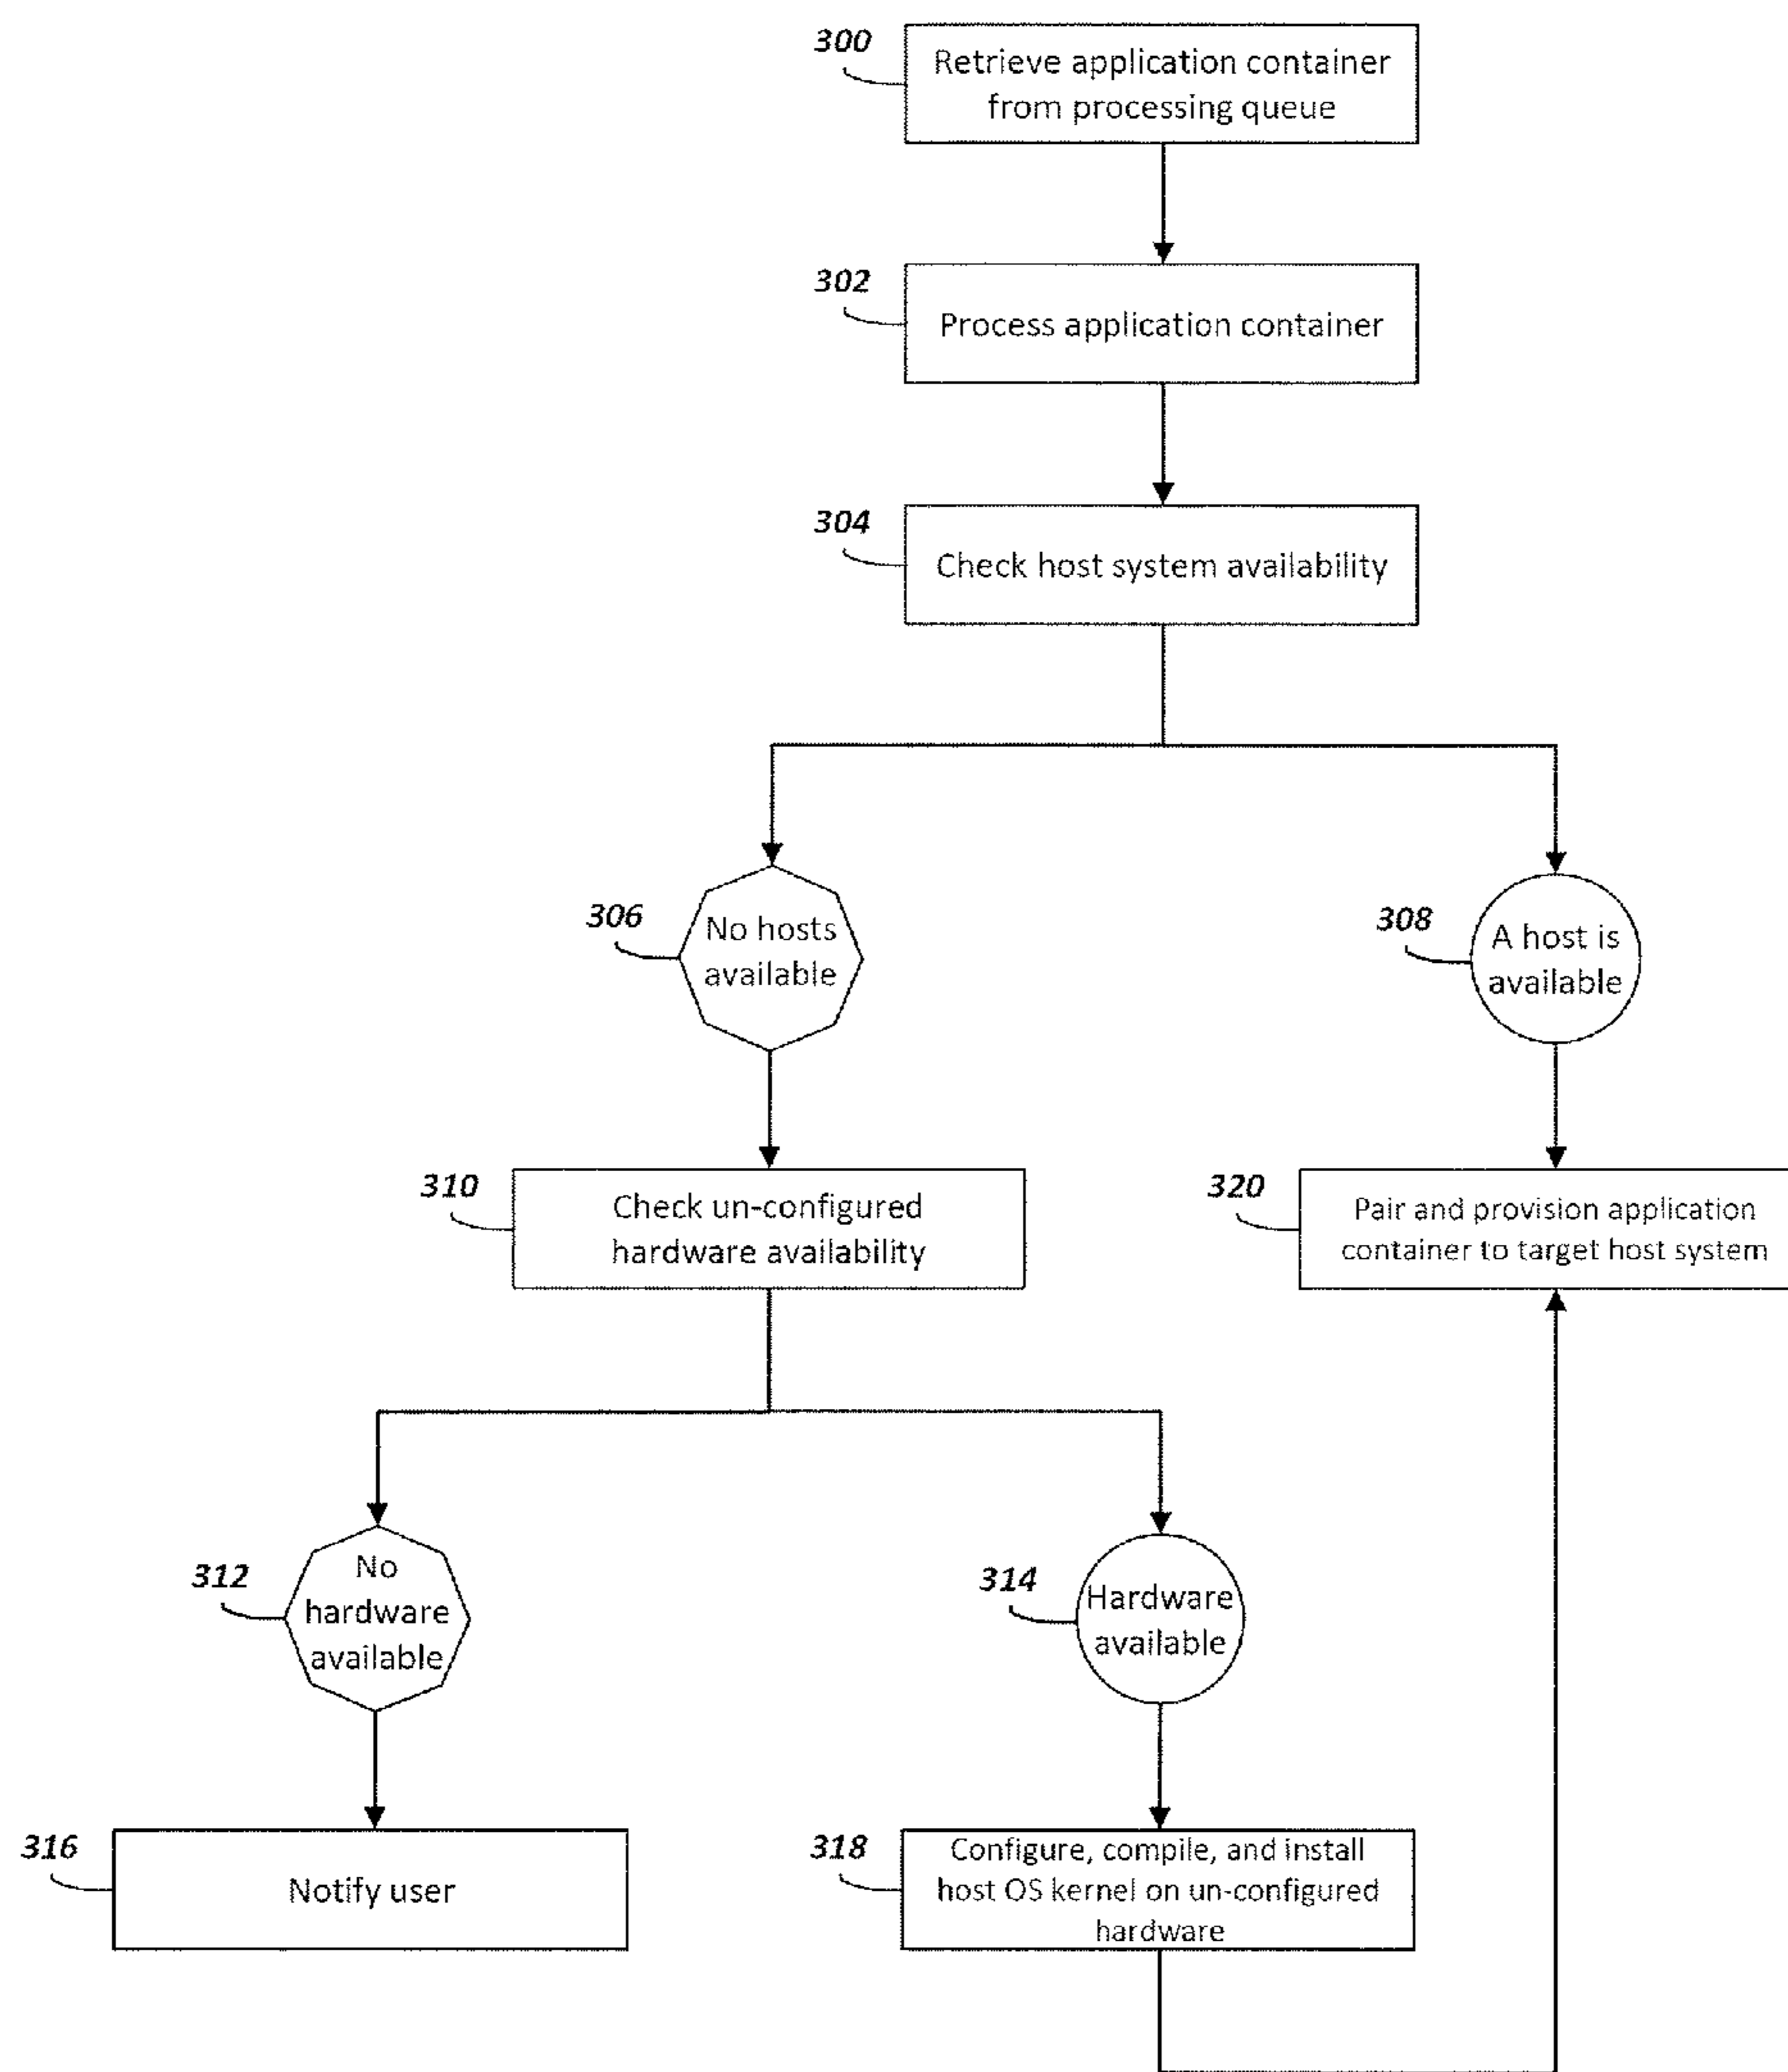 300
Retrieve application container
from processing queue
302
Process application container
304
Check host system availability
306
No hosts
available
308
A host is
available
310
Check un-configured
hardware availability
320
Pair and provision application
container to target host system
312
No
hardware
available
314
Hardware
available
316
Notify user
318
Configure, compile, and install
host OS kernel on un-configured
hardware